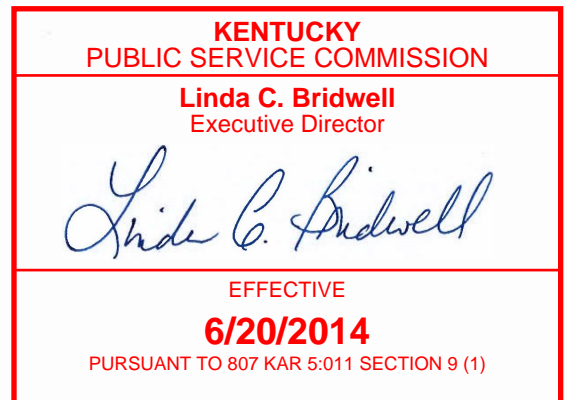 KENTUCKY
PUBLIC SERVICE COMMISSION
Linda C. Bridwell
Executive Director
Linda C. Bridwell
EFFECTIVE
6/20/2014
PURSUANT TO 807 KAR 5:011 SECTION 9 (1)